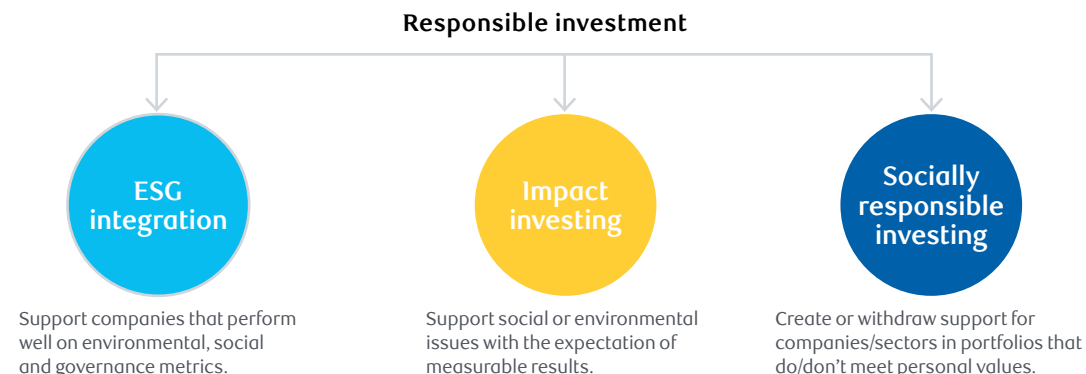 Responsible investment
ESG
integration
Impact
investing
Socially
responsible
investing
Support companies that perform
well on environmental, social
and governance metrics.
Support social or environmental
issues with the expectation of
measurable results.
Create or withdraw support for
companies/sectors in portfolios that
do/don't meet personal values.